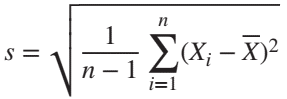 s = √( 1/(n − 1) ∑_{i=1}^{n} (X_i − X̅)² )